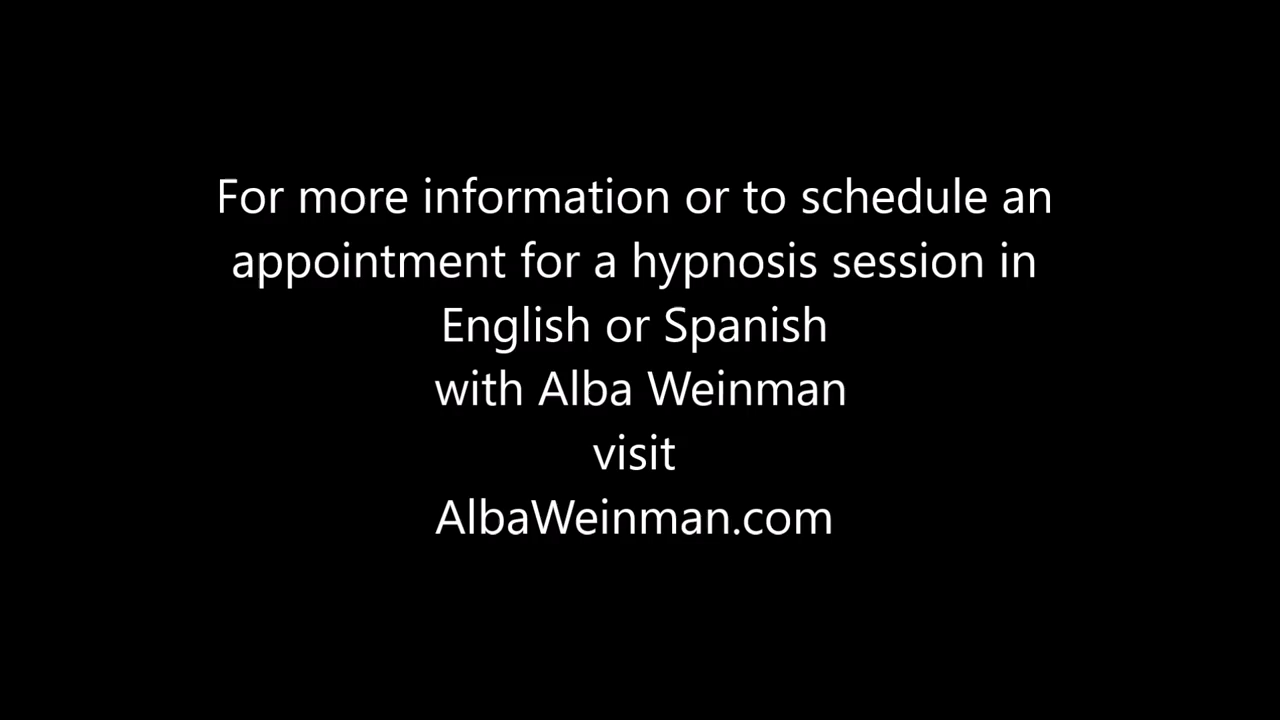 For more information or to schedule an
appointment for a hypnosis session in
English or Spanish
with Alba Weinman
visit
AlbaWeinman.com